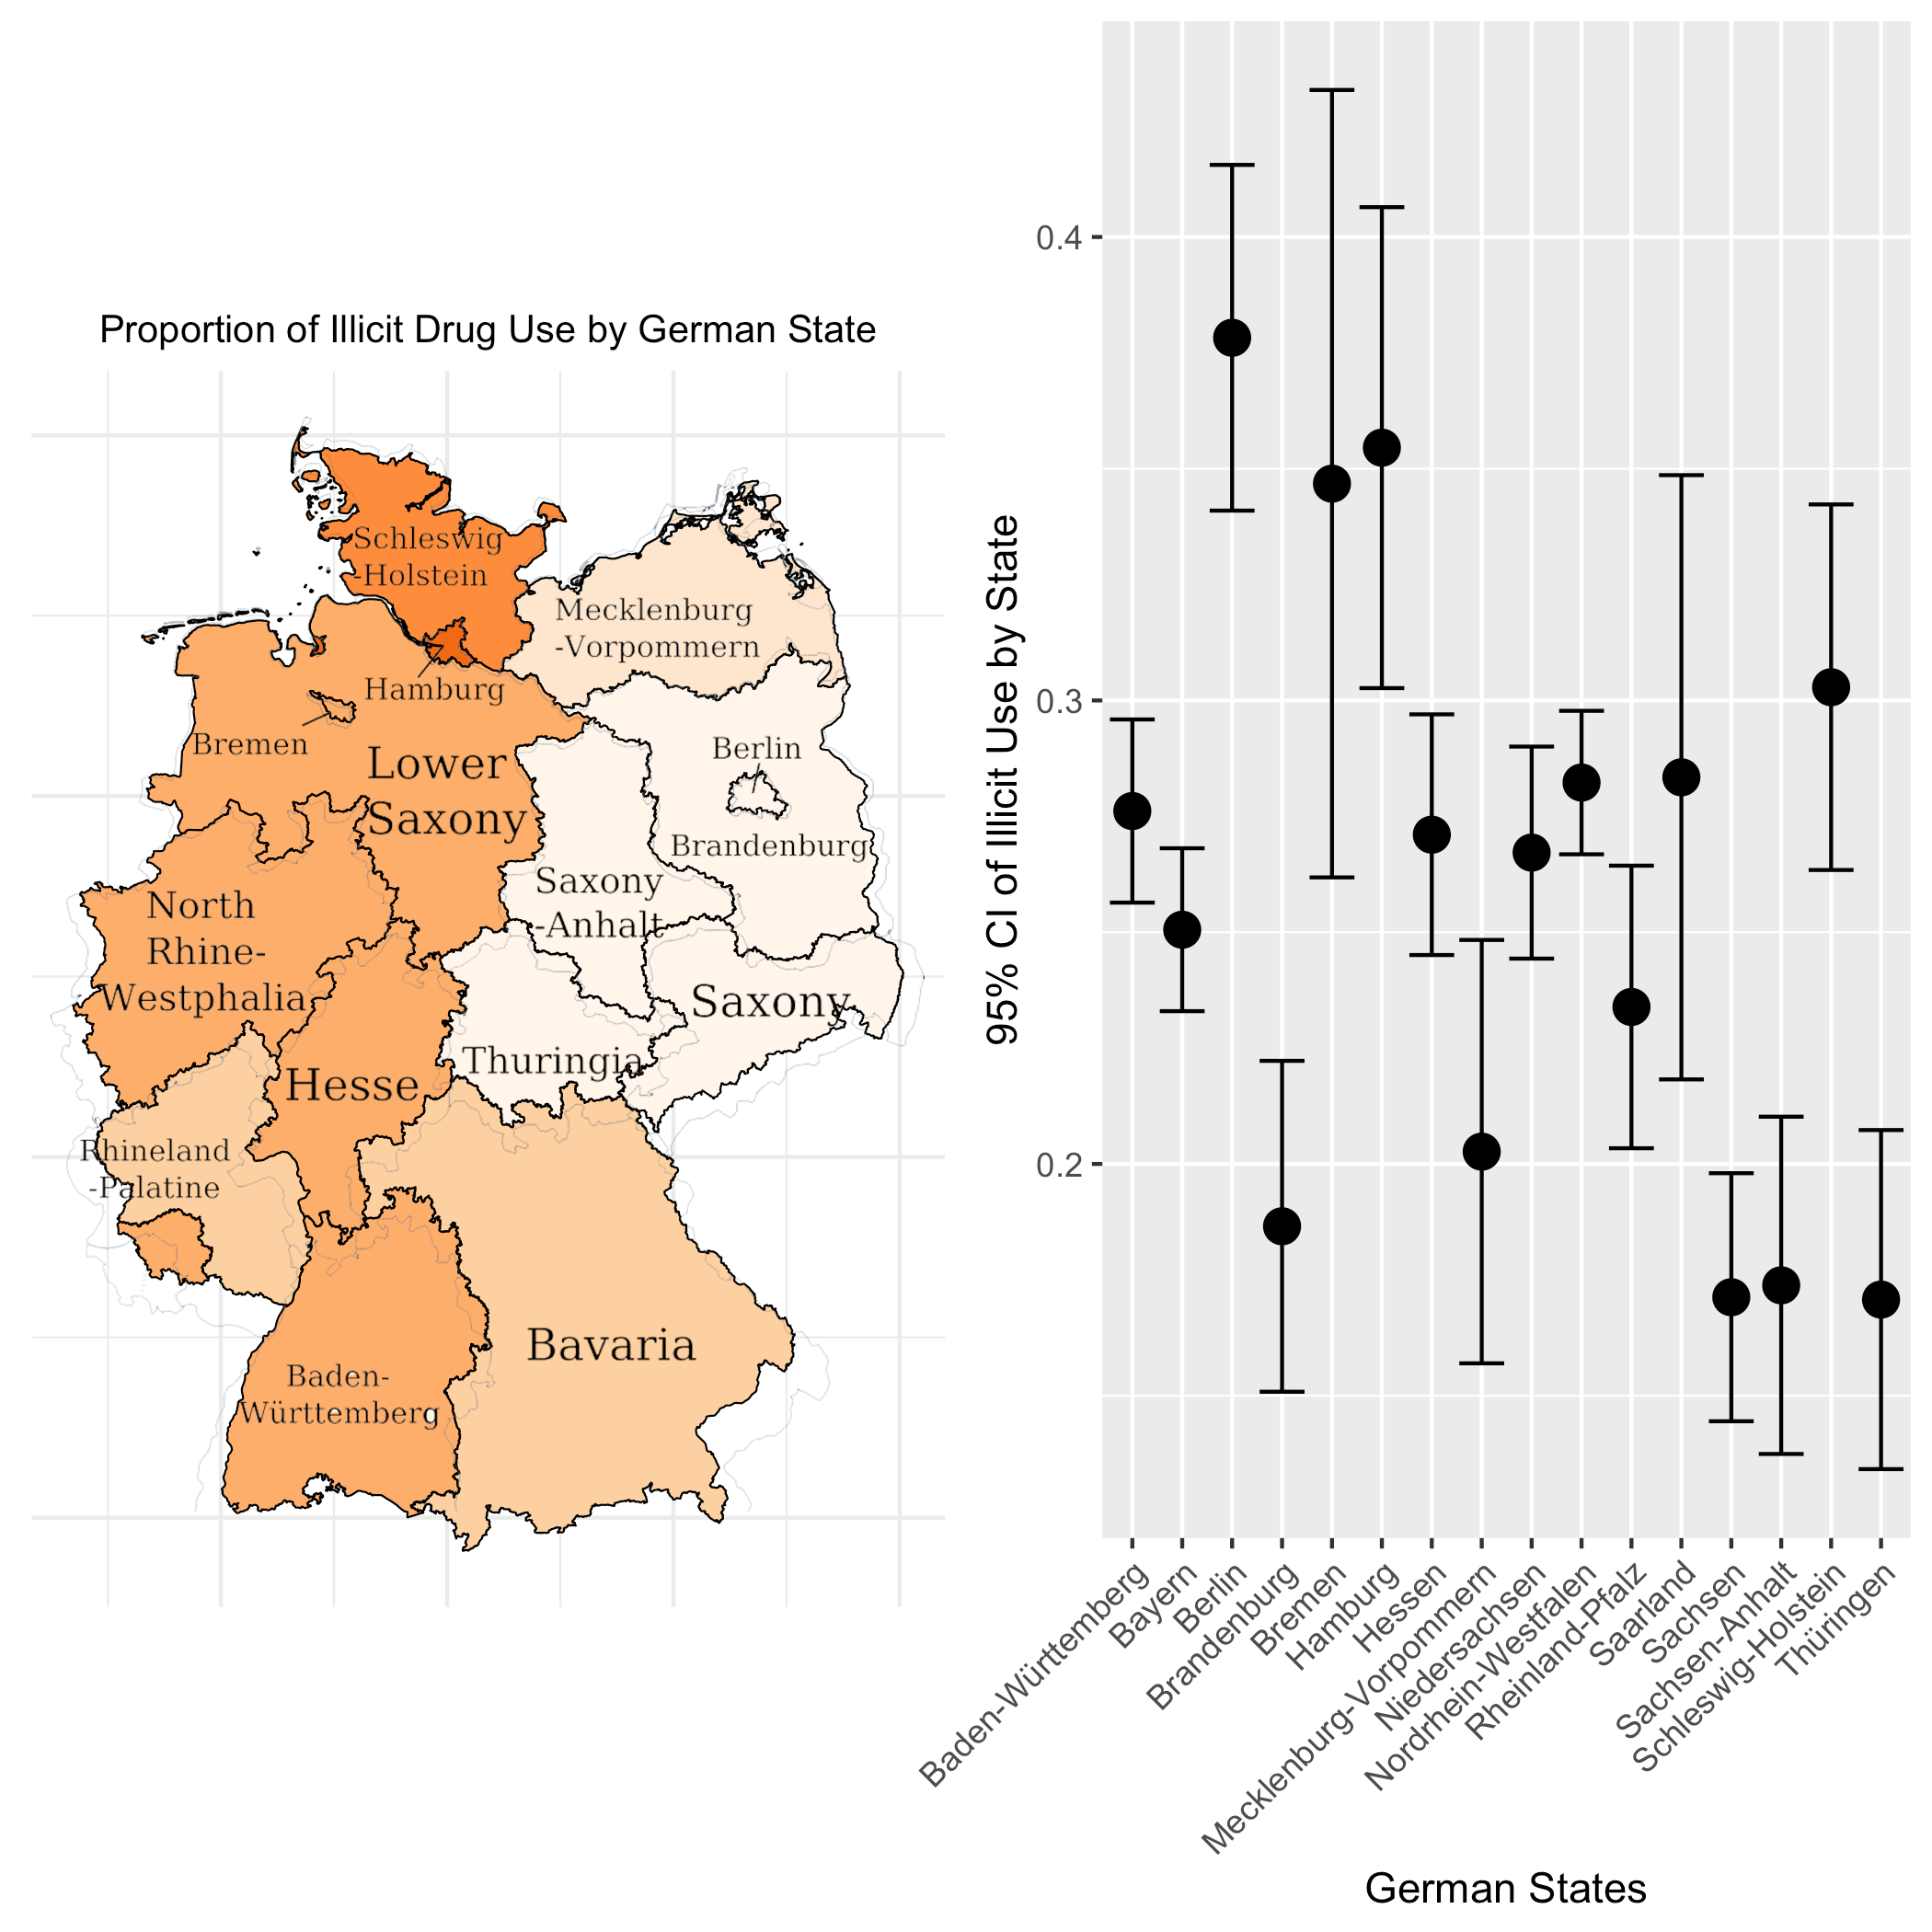 Proportion of Illicit Drug Use by German State
Schleswig
-Holstein
Mecklenburg
-Vorpommern
Hamburg
Bremen
Lower
Saxony
Berlin
Brandenburg
Saxony
-Anhalt
North
Rhine-
Westphalia
Saxony
Thuringia
Hesse
Rhineland
-Palatine
Bavaria
Baden-
Württemberg
95% CI of Illicit Use by State
0.4
0.3
0.2
Baden-Württemberg
Bayern
Berlin
Brandenburg
Bremen
Hamburg
Hessen
Mecklenburg-Vorpommern
Niedersachsen
Nordrhein-Westfalen
Rheinland-Pfalz
Saarland
Sachsen
Sachsen-Anhalt
Schleswig-Holstein
Thüringen
German States